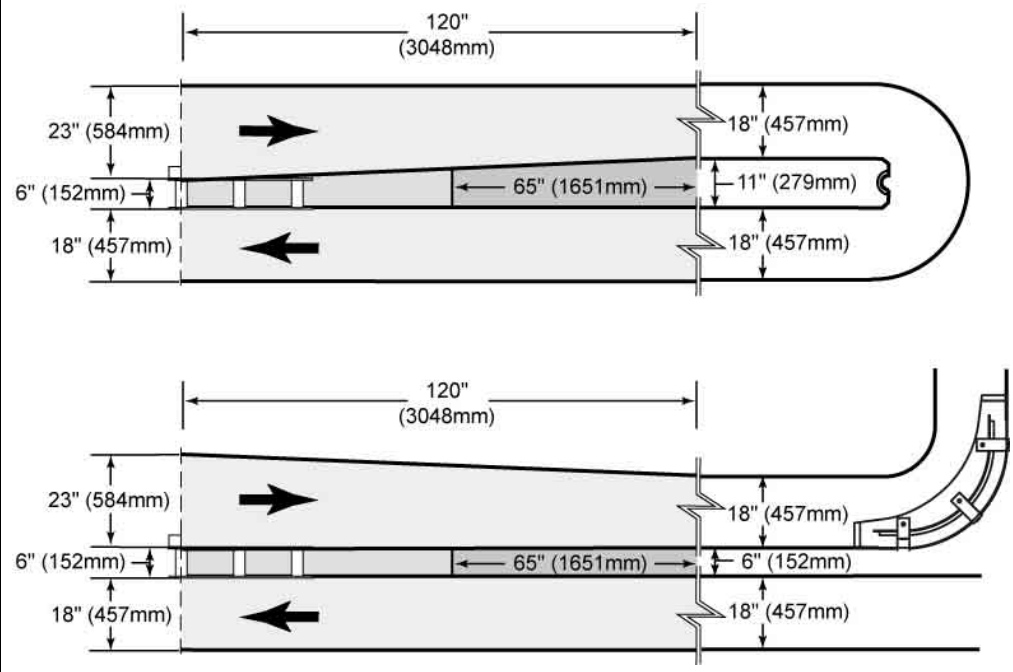 120"
(3048mm)
23" (584mm)
18" (457mm)
6" (152mm)
65" (1651mm)
11" (279mm)
18" (457mm)
18" (457mm)
120"
(3048mm)
23" (584mm)
18" (457mm)
6" (152mm)
65" (1651mm)
6" (152mm)
18" (457mm)
18" (457mm)